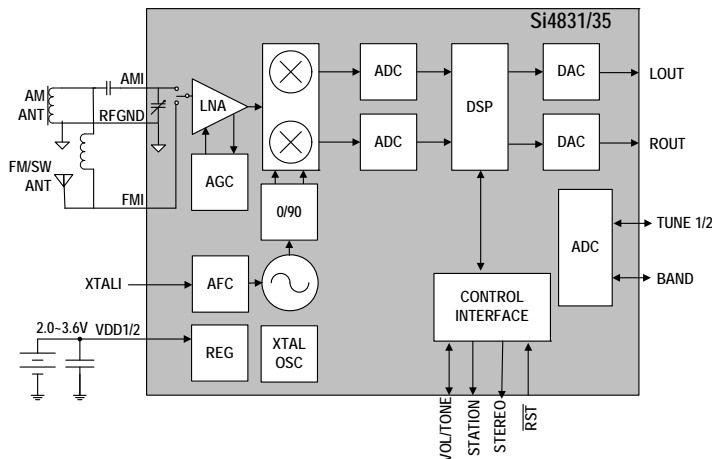 Si4831/35
AM
ANT
AMI
RFGND
LNA
AGC
ADC
ADC
DSP
DAC
DAC
LOUT
ROUT
FM/SW
ANT
FMI
0/90
ADC
TUNE 1/2
BAND
XTALI
AFC
CONTROL
INTERFACE
2.0~3.6V
VDD1/2
REG
XTAL
OSC
VOL/TONE
STATION
STEREO
RST